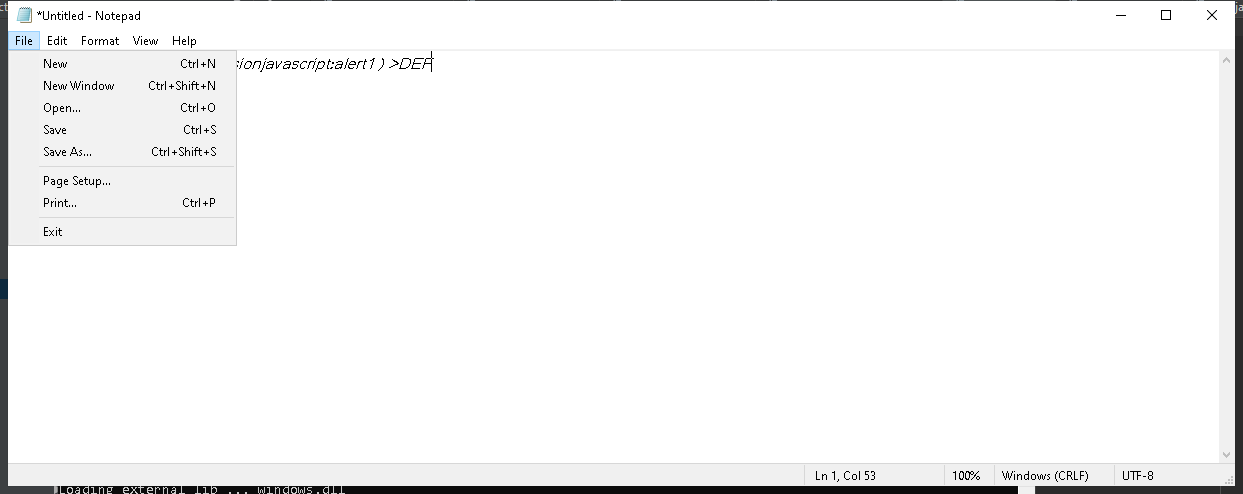 *Untitled - Notepad
File Edit Format View Help
sionjavascript:alert1 ) >DEF
New Ctrl+N
New Window Ctrl+Shift+N
Open... Ctrl+O
Save Ctrl+S
Save As... Ctrl+Shift+S
Page Setup...
Print... Ctrl+P
Exit
Ln 1, Col 53 100% Windows (CRLF) UTF-8
Loading external lib ... windows.dll